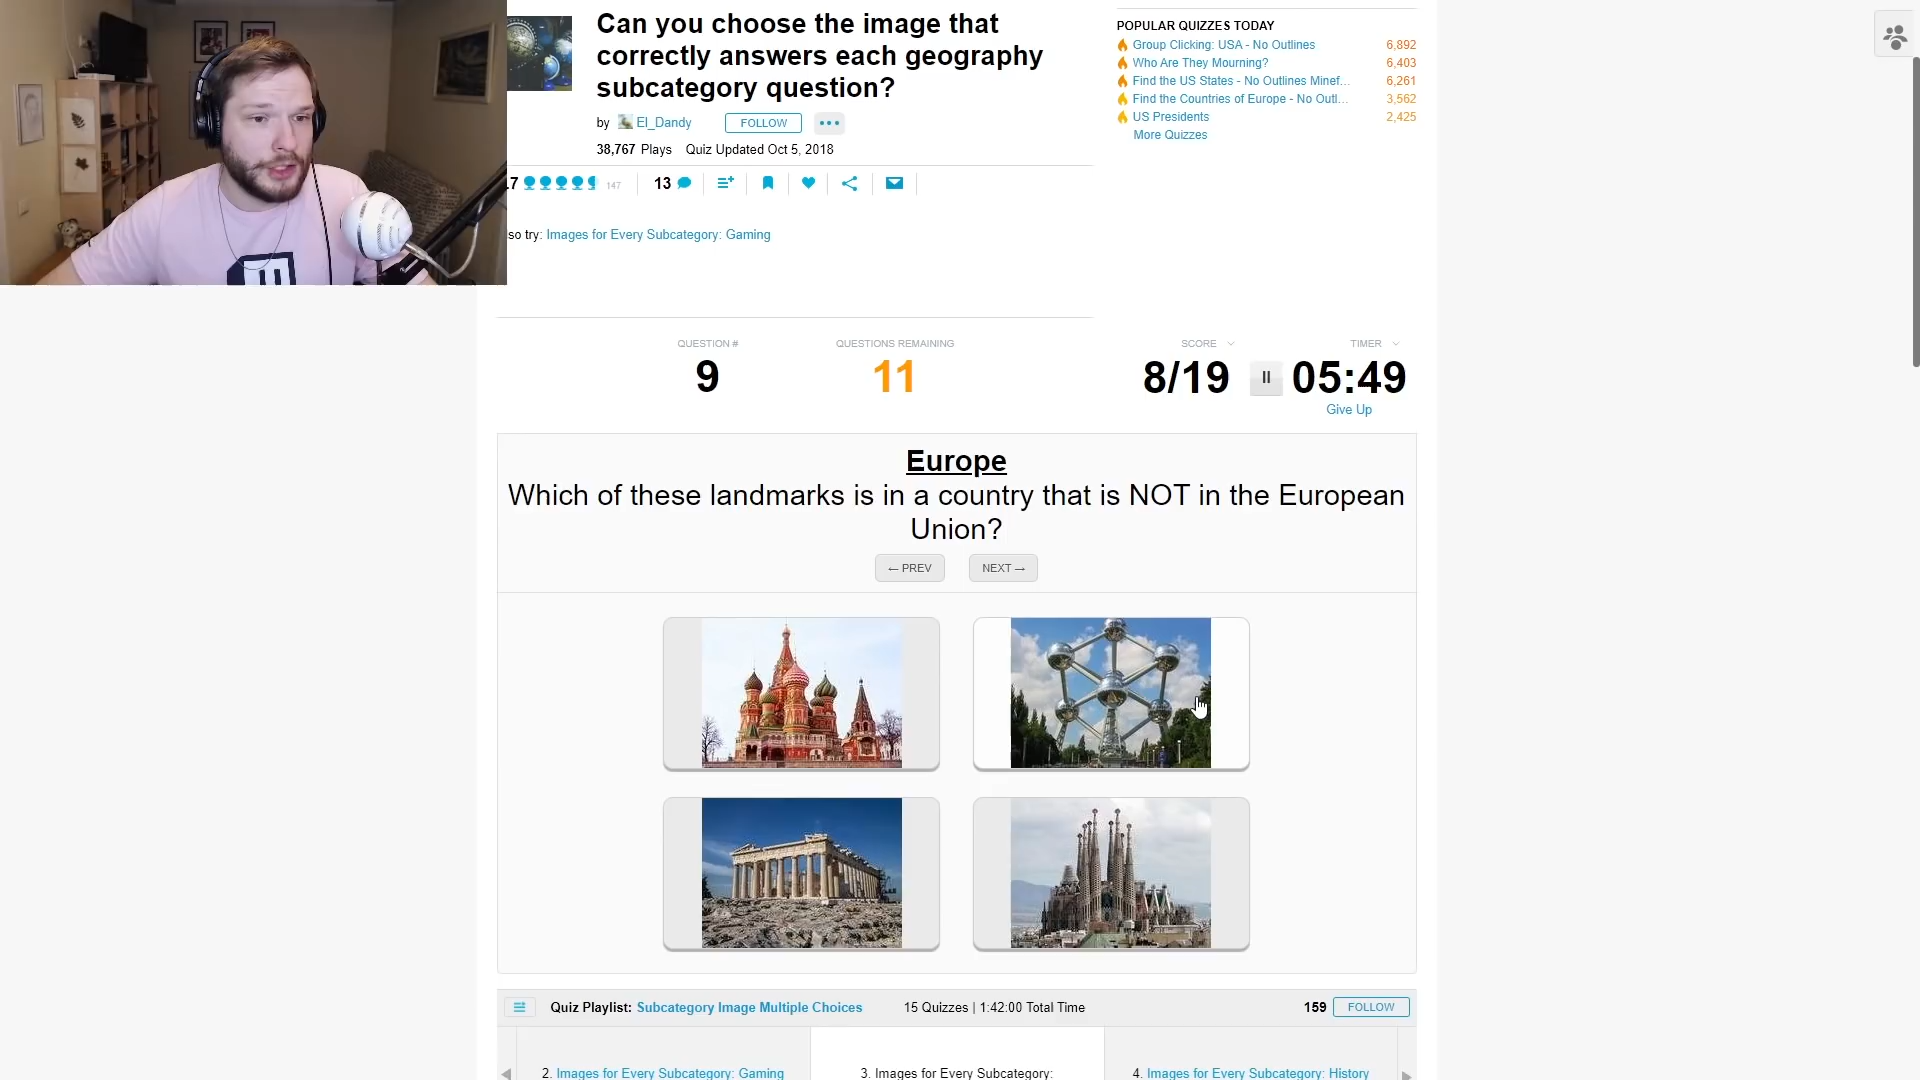 Can you choose the image that
correctly answers each geography
subcategory question?
by El_Dandy FOLLOW
38,767 Plays Quiz Updated Oct 5, 2018
.7 147 13
so try: Images for Every Subcategory: Gaming
POPULAR QUIZZES TODAY
Group Clicking: USA - No Outlines 6,892
Who Are They Mourning? 6,403
Find the US States - No Outlines Minef... 6,261
Find the Countries of Europe - No Outl... 3,562
US Presidents 2,425
More Quizzes
QUESTION # QUESTIONS REMAINING SCORE TIMER
9 11 8/19 05:49
Give Up
Europe
Which of these landmarks is in a country that is NOT in the European
Union?
← PREV NEXT →
Quiz Playlist: Subcategory Image Multiple Choices 15 Quizzes | 1:42:00 Total Time 159 FOLLOW
2. Images for Every Subcategory: Gaming 3. Images for Every Subcategory: 4. Images for Every Subcategory: History